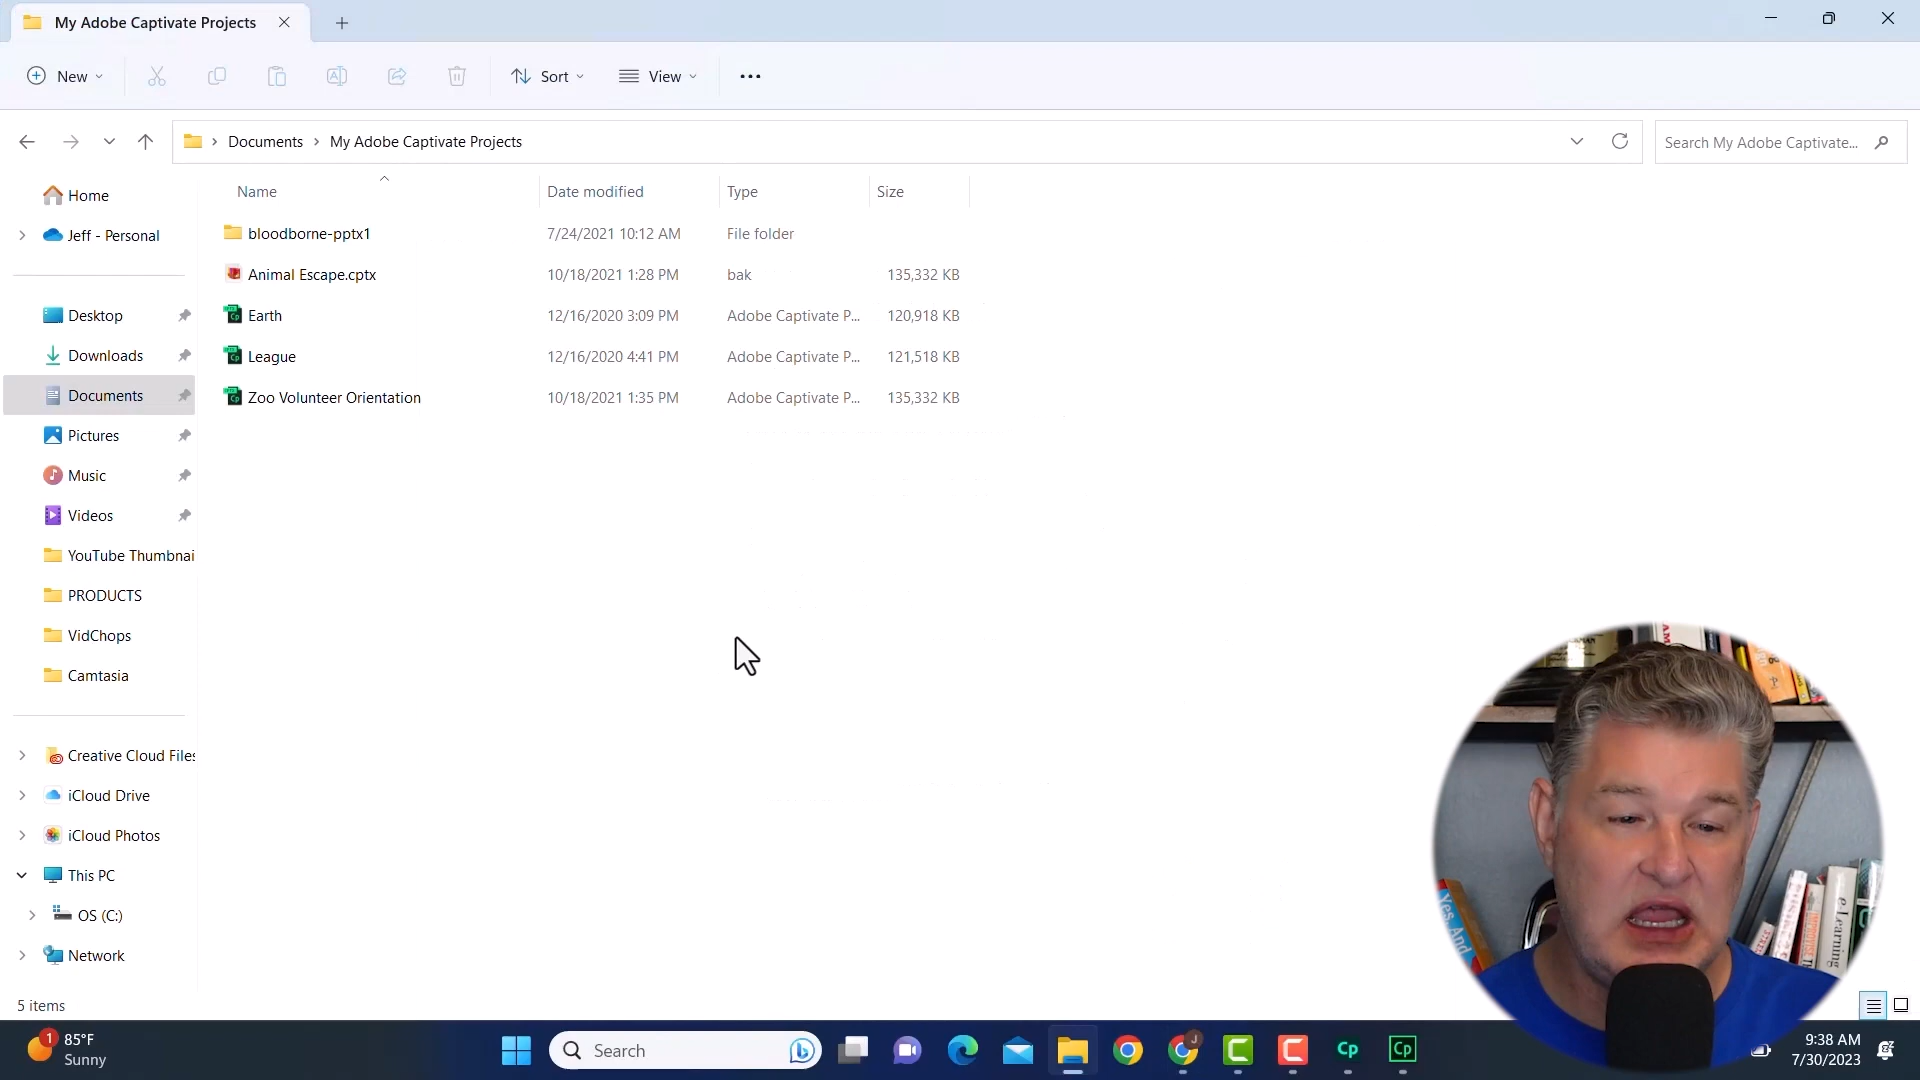 My Adobe Captivate Projects
New
Sort
View
Documents
My Adobe Captivate Projects
Search My Adobe Captivate...
Name
Date modified
Type
Size
bloodborne-pptx1
7/24/2021 10:12 AM
File folder
Animal Escape.cptx
10/18/2021 1:28 PM
bak
135,332 KB
Earth
12/16/2020 3:09 PM
Adobe Captivate P...
120,918 KB
League
12/16/2020 4:41 PM
Adobe Captivate P...
121,518 KB
Zoo Volunteer Orientation
10/18/2021 1:35 PM
Adobe Captivate P...
135,332 KB
Home
Jeff - Personal
Desktop
Downloads
Documents
Pictures
Music
Videos
YouTube Thumbnai
PRODUCTS
VidChops
Camtasia
Creative Cloud Files
iCloud Drive
iCloud Photos
This PC
OS (C:)
Network
5 items
Yes, And
eLearning
1
85°F
Sunny
Search
J
Cp
Cp
9:38 AM
7/30/2023